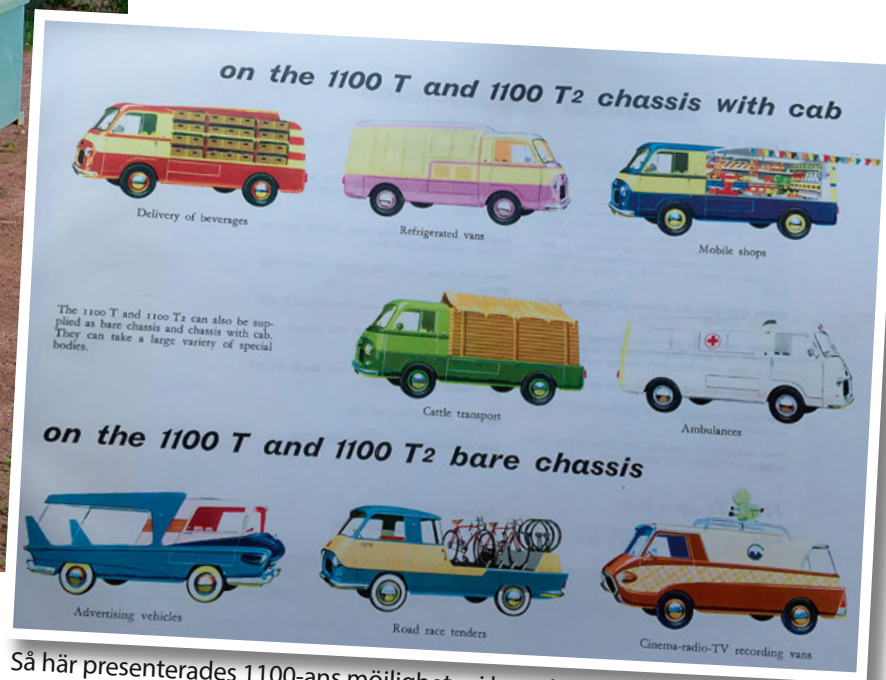 on the 1100 T and 1100 T2 chassis with cab
Delivery of beverages
Refrigerated vans
Mobile shops
The 1100 T and 1100 T2 can also be sup-
plied as bare chassis and chassis with cab.
They can take a large variety of special
bodies.
Cattle transport
Ambulances
on the 1100 T and 1100 T2 bare chassis
Advertising vehicles
Road race tenders
Cinema-radio-TV recording vans
Så här presenterades 1100-ans